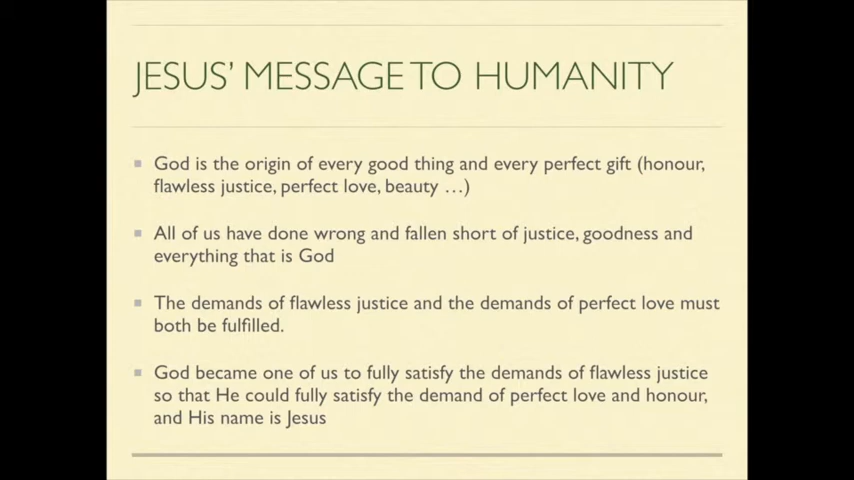 JESUS' MESSAGE TO HUMANITY
God is the origin of every good thing and every perfect gift (honour,
flawless justice, perfect love, beauty …)
All of us have done wrong and fallen short of justice, goodness and
everything that is God
The demands of flawless justice and the demands of perfect love must
both be fulfilled.
God became one of us to fully satisfy the demands of flawless justice
so that He could fully satisfy the demand of perfect love and honour,
and His name is Jesus